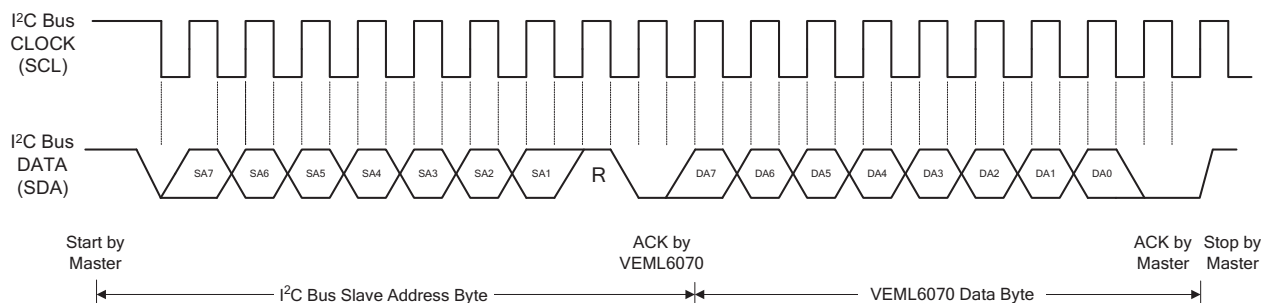 I²C Bus
CLOCK
(SCL)
I²C Bus
DATA
(SDA)
SA7 SA6 SA5 SA4 SA3 SA2 SA1 R DA7 DA6 DA5 DA4 DA3 DA2 DA1 DA0
Start by
Master
ACK by
VEML6070
ACK by
Master
Stop by
Master
I²C Bus Slave Address Byte
VEML6070 Data Byte